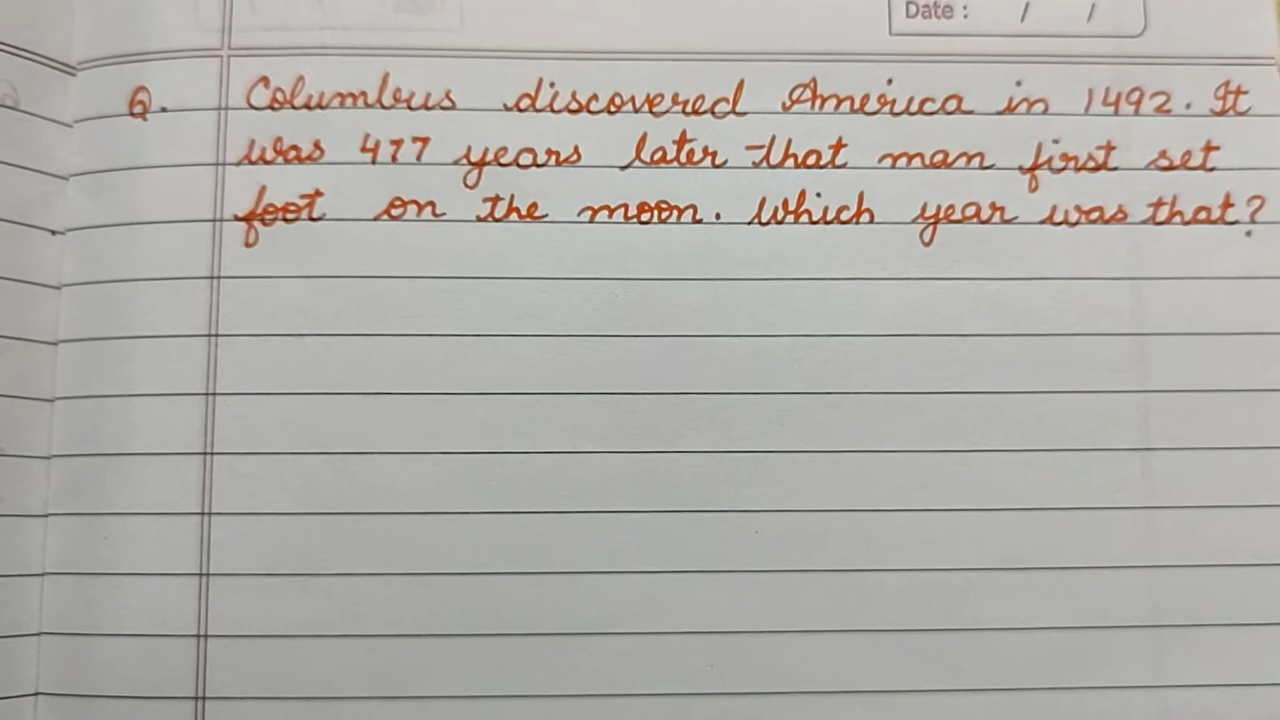 Date : / /
Q. Columbus discovered America in 1492. It
was 477 years later that man first set
foot on the moon. Which year was that?